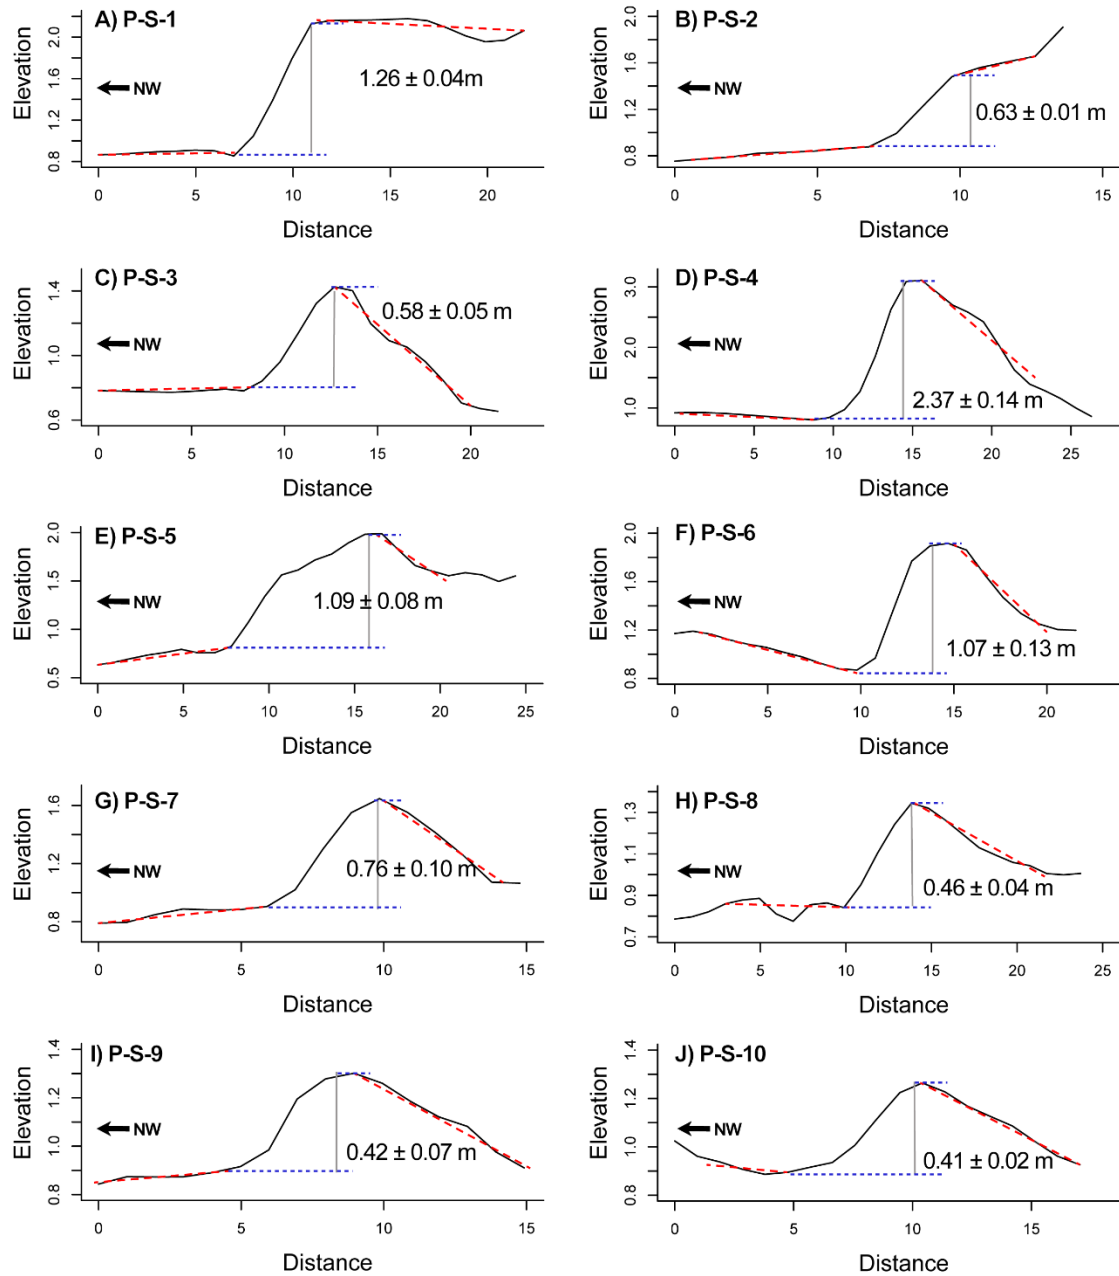 A) P-S-1
Elevation
0.8 1.2 1.6 2.0
NW
1.26 ± 0.04m
0 5 10 15 20
Distance
B) P-S-2
Elevation
0.8 1.2 1.6 2.0
NW
0.63 ± 0.01 m
0 5 10 15
Distance
C) P-S-3
Elevation
0.6 1.0 1.4
NW
0.58 ± 0.05 m
0 5 10 15 20
Distance
D) P-S-4
Elevation
1.0 2.0 3.0
NW
2.37 ± 0.14 m
0 5 10 15 20 25
Distance
E) P-S-5
Elevation
0.5 1.0 1.5 2.0
NW
1.09 ± 0.08 m
0 5 10 15 20 25
Distance
F) P-S-6
Elevation
0.8 1.2 1.6 2.0
NW
1.07 ± 0.13 m
0 5 10 15 20
Distance
G) P-S-7
Elevation
0.8 1.2 1.6
NW
0.76 ± 0.10 m
0 5 10 15
Distance
H) P-S-8
Elevation
0.7 0.9 1.1 1.3
NW
0.46 ± 0.04 m
0 5 10 15 20 25
Distance
I) P-S-9
Elevation
0.8 1.0 1.2 1.4
NW
0.42 ± 0.07 m
0 5 10 15
Distance
J) P-S-10
Elevation
0.8 1.0 1.2 1.4
NW
0.41 ± 0.02 m
0 5 10 15
Distance